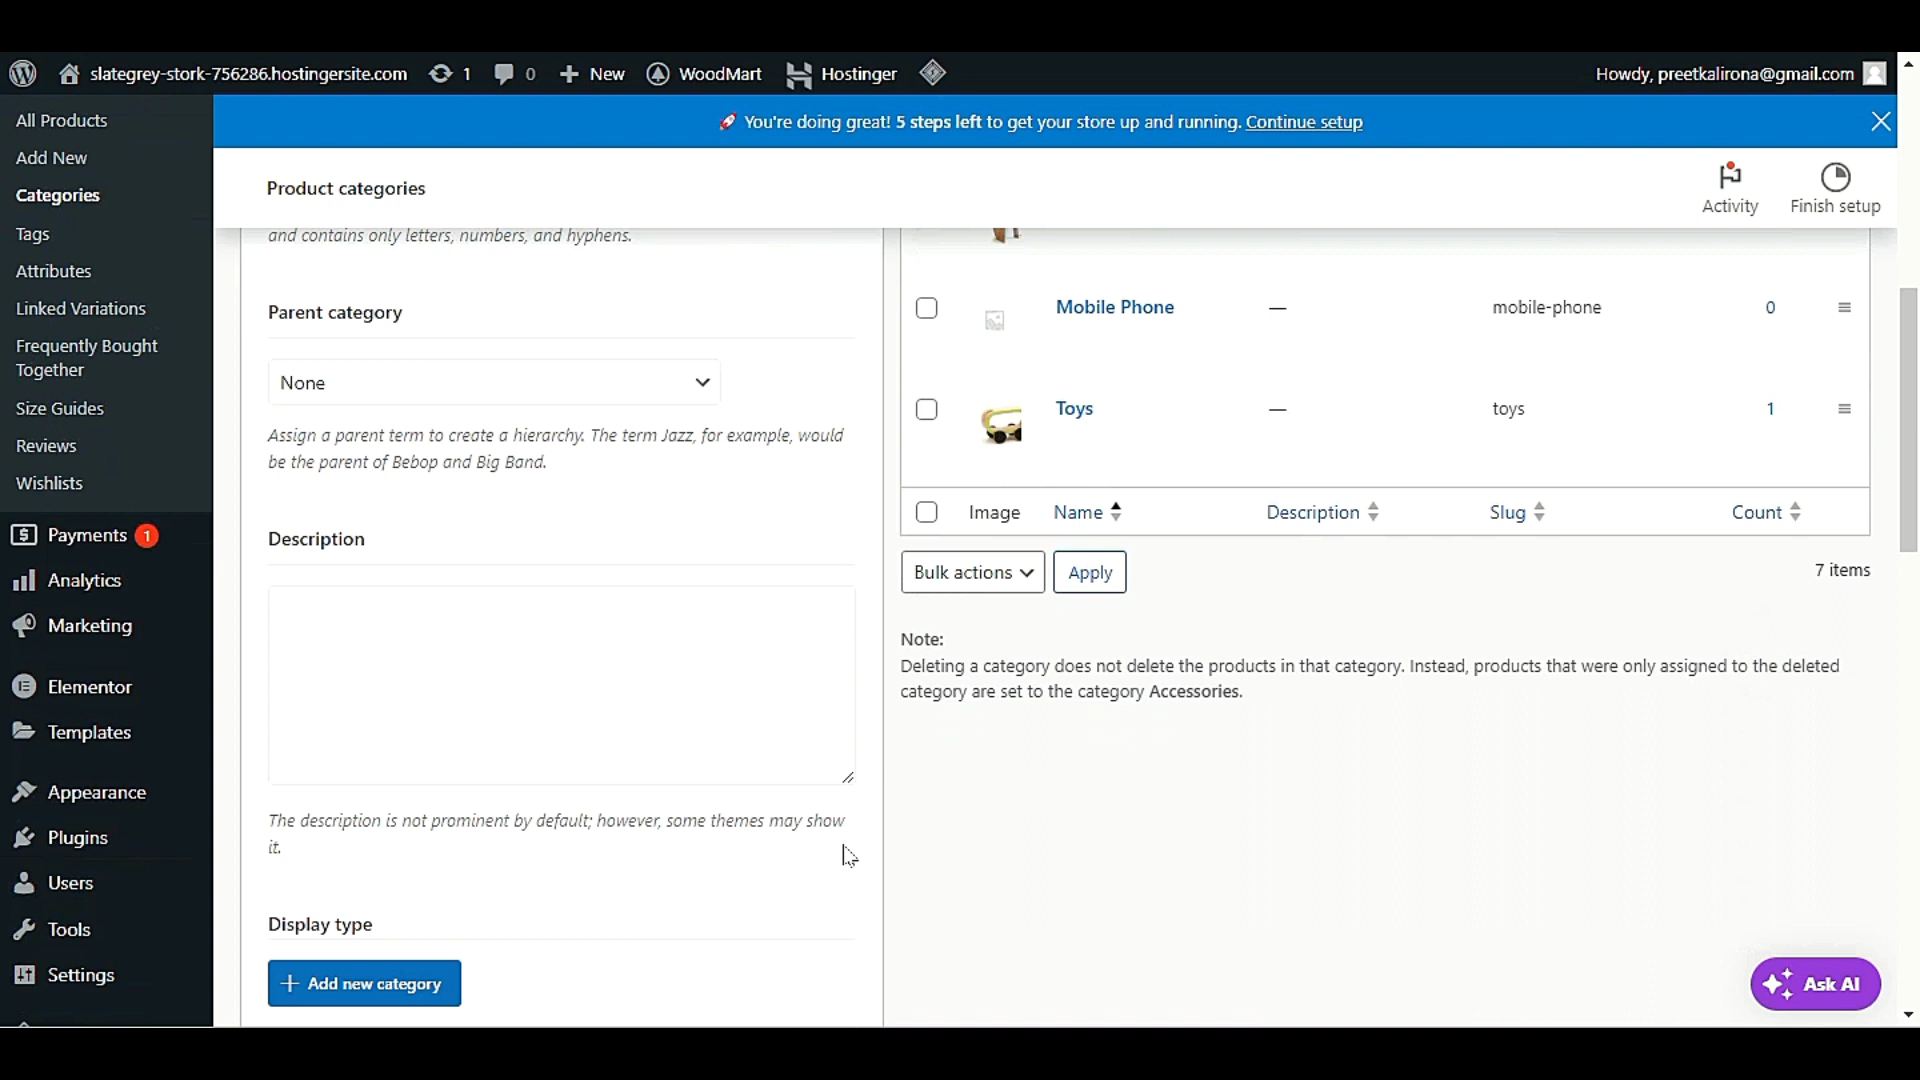 slategrey-stork-756286.hostingersite.com 1 0 New WoodMart Hostinger Howdy, preetkalirona@gmail.com
All Products
Add New
Categories
Tags
Attributes
Linked Variations
Frequently Bought
Together
Size Guides
Reviews
Wishlists
Payments 1
Analytics
Marketing
Elementor
Templates
Appearance
Plugins
Users
Tools
Settings
🚀 You're doing great! 5 steps left to get your store up and running. Continue setup
Product categories
Activity
Finish setup
and contains only letters, numbers, and hyphens.
Parent category
None
Assign a parent term to create a hierarchy. The term Jazz, for example, would
be the parent of Bebop and Big Band.
Description
The description is not prominent by default; however, some themes may show
it.
Display type
Add new category
Mobile Phone — mobile-phone 0
Toys — toys 1
Image Name Description Slug Count
Bulk actions Apply 7 items
Note:
Deleting a category does not delete the products in that category. Instead, products that were only assigned to the deleted
category are set to the category Accessories.
Ask AI